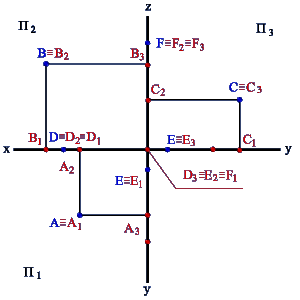 z
П₂
П₃
F≡F₂≡F₃
B≡B₂
B₃
C₂
C≡C₃
B₁
D≡D₂≡D₁
E≡E₃
C₁
x
y
A₂
E≡E₁
D₃≡E₂≡F₁
A≡A₁
A₃
П₁
y